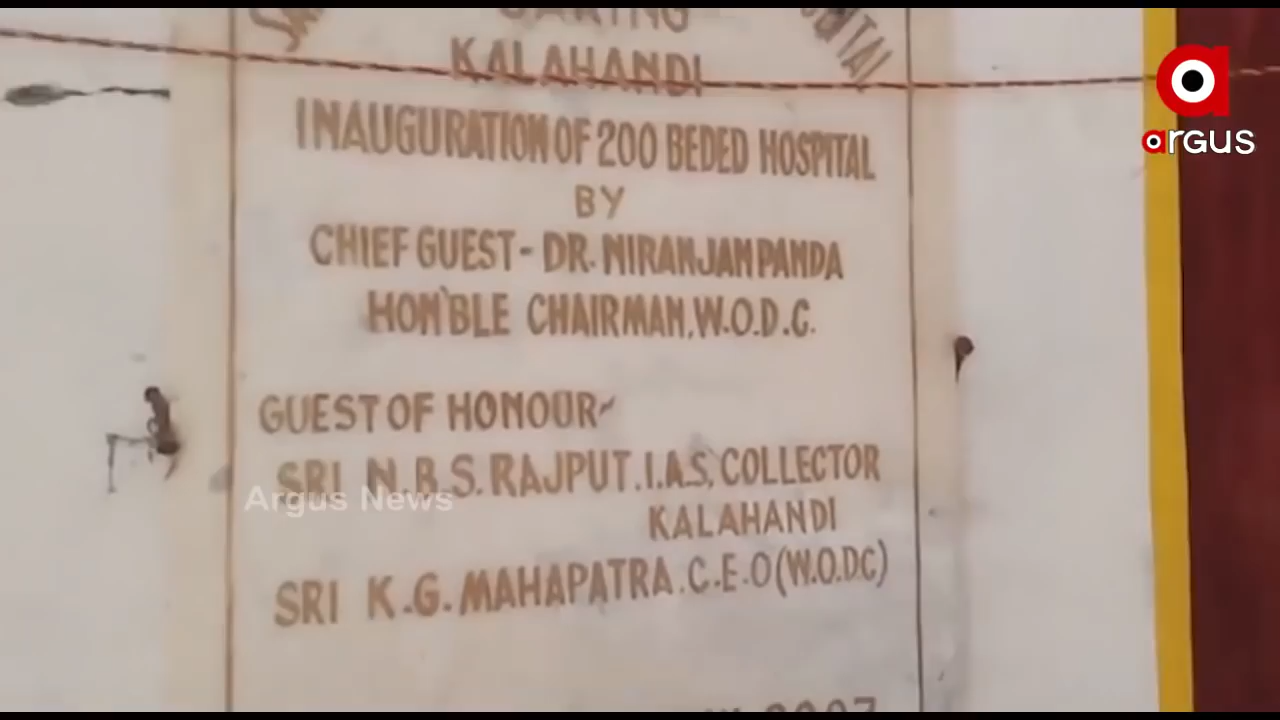 KALAHANDI
INAUGURATION OF 200 BEDED HOSPITAL
BY
CHIEF GUEST - DR. NIRANJAN PANDA
HON'BLE CHAIRMAN, W.O.D.C.
GUEST OF HONOUR~
SRI N.B.S. RAJPUT. I.A.S, COLLECTOR
KALAHANDI
SRI K.G. MAHAPATRA. C.E.O (W.O.D.C)
2007
argus
Argus News